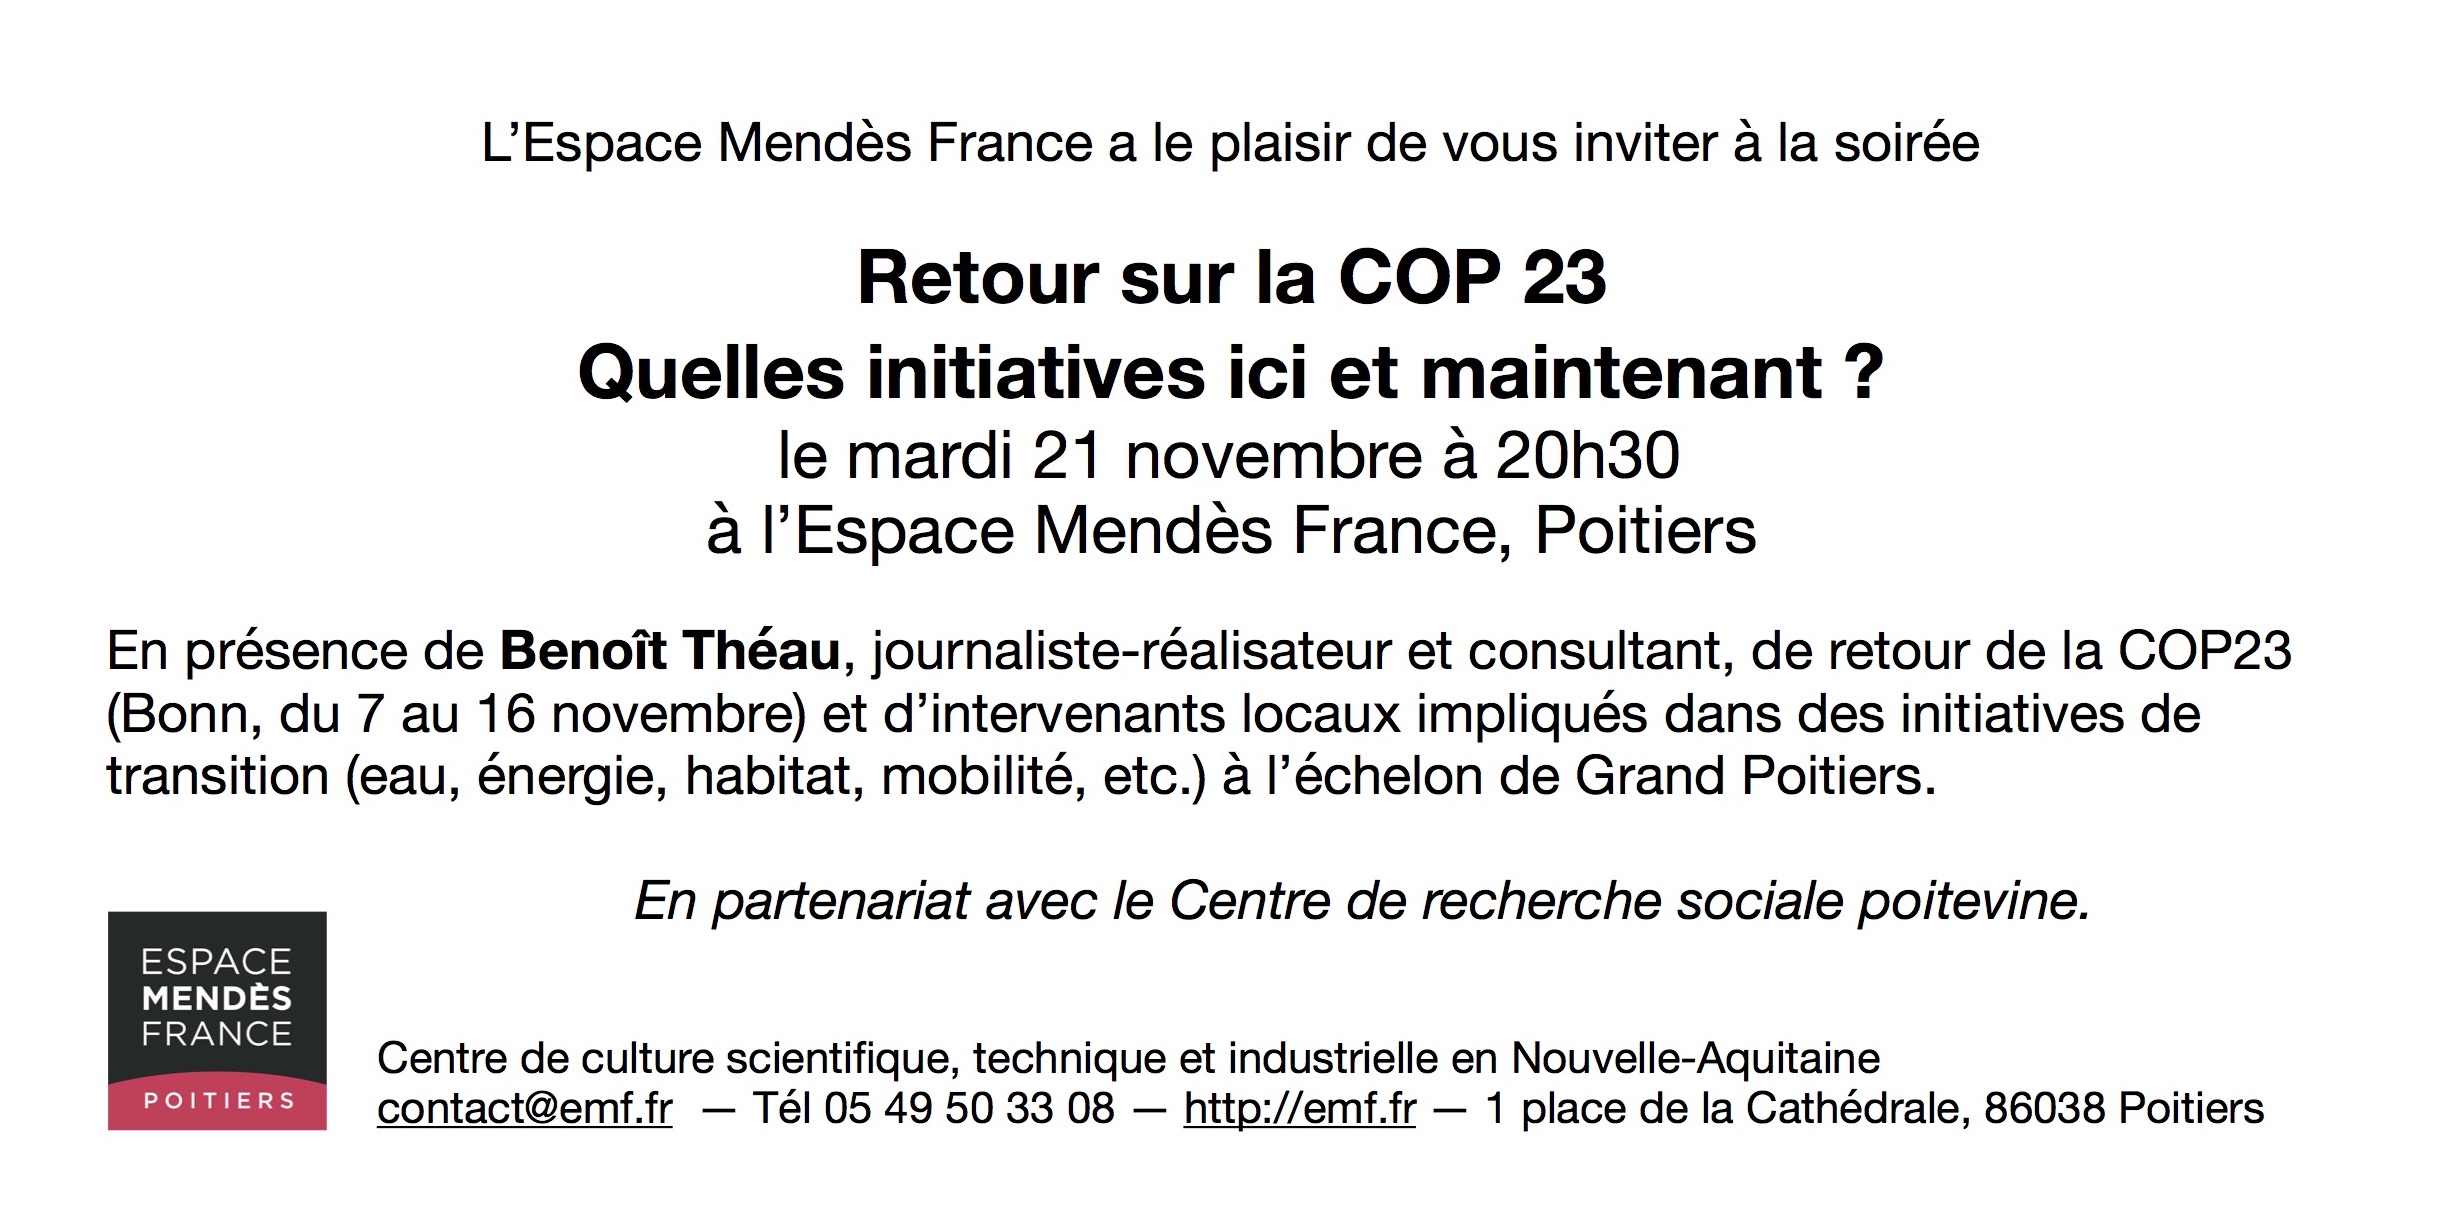 L’Espace Mendès France a le plaisir de vous inviter à la soirée
Retour sur la COP 23
Quelles initiatives ici et maintenant ?
le mardi 21 novembre à 20h30
à l’Espace Mendès France, Poitiers
En présence de Benoît Théau, journaliste-réalisateur et consultant, de retour de la COP23
(Bonn, du 7 au 16 novembre) et d’intervenants locaux impliqués dans des initiatives de
transition (eau, énergie, habitat, mobilité, etc.) à l’échelon de Grand Poitiers.
En partenariat avec le Centre de recherche sociale poitevine.
ESPACE
MENDÈS
FRANCE
POITIERS
Centre de culture scientifique, technique et industrielle en Nouvelle-Aquitaine
contact@emf.fr — Tél 05 49 50 33 08 — http://emf.fr — 1 place de la Cathédrale, 86038 Poitiers